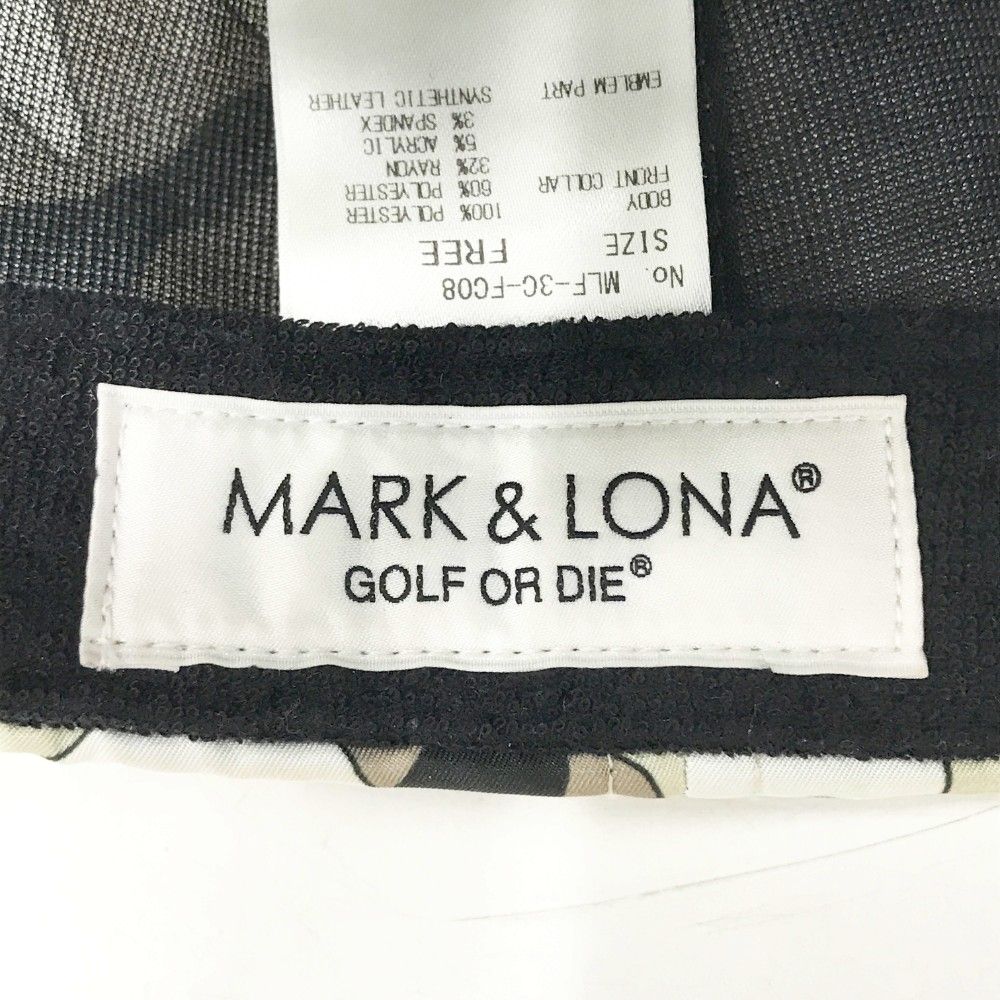 No. MLF-3C-FC08
SIZE FREE
BODY 100% POLYESTER
FRONT COLLAR 60% POLYESTER
32% RAYON
5% ACRYLIC
3% SPANDEX
EMBLEM PART SYNTHETIC LEATHER
MARK & LONA®
GOLF OR DIE®